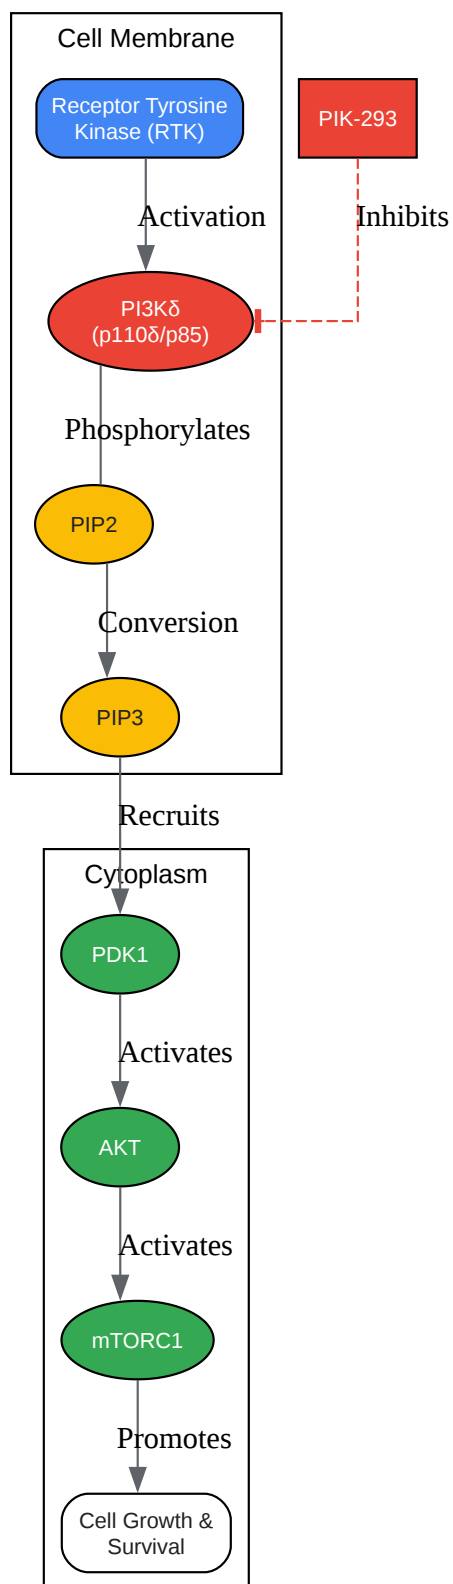 Cell Membrane
Receptor Tyrosine
Kinase (RTK)
PIK-293
Activation
Inhibits
PI3Kδ
(p110δ/p85)
Phosphorylates
PIP2
Conversion
PIP3
Recruits
Cytoplasm
PDK1
Activates
AKT
Activates
mTORC1
Promotes
Cell Growth &
Survival